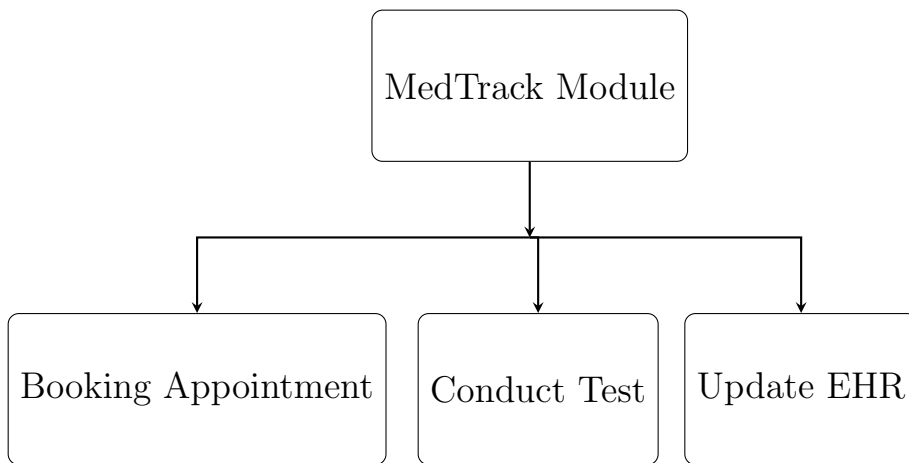 MedTrack Module
Booking Appointment
Conduct Test
Update EHR